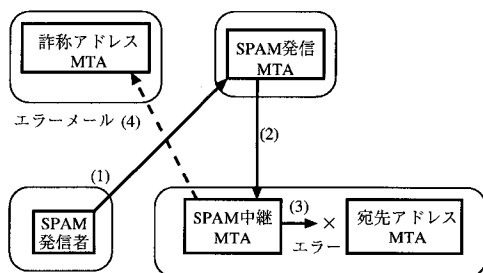 詐称アドレス
MTA
SPAM発信
MTA
エラーメール (4)
(2)
(1)
SPAM
発信者
SPAM中継
MTA
(3)
×
エラー
宛先アドレス
MTA